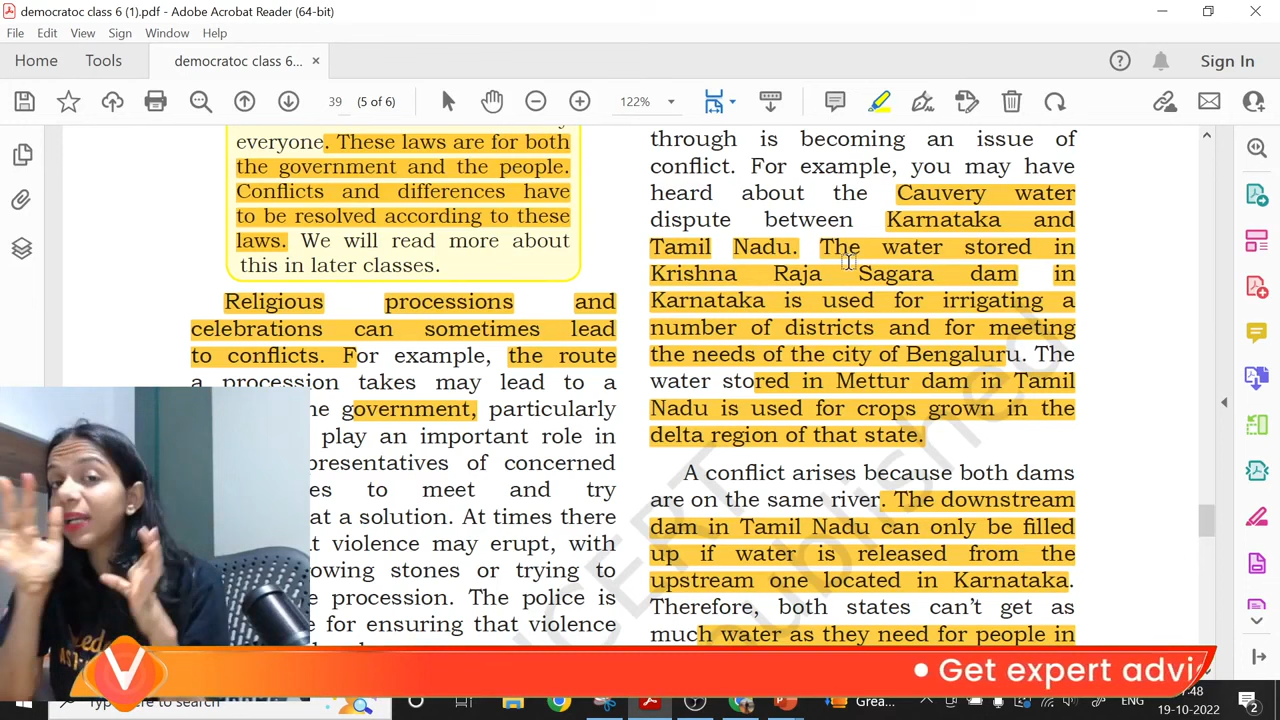 democratoc class 6 (1).pdf - Adobe Acrobat Reader (64-bit)
File Edit View Sign Window Help
Home Tools democratoc class 6... × Sign In
39 (5 of 6) 122%
everyone. These laws are for both
the government and the people.
Conflicts and differences have
to be resolved according to these
laws. We will read more about
this in later classes.
Religious processions and
celebrations can sometimes lead
to conflicts. For example, the route
a procession takes may lead to a
government, particularly
play an important role in
presentatives of concerned
to meet and try
at a solution. At times there
violence may erupt, with
owing stones or trying to
procession. The police is
for ensuring that violence
through is becoming an issue of
conflict. For example, you may have
heard about the Cauvery water
dispute between Karnataka and
Tamil Nadu. The water stored in
Krishna Raja Sagara dam in
Karnataka is used for irrigating a
number of districts and for meeting
the needs of the city of Bengaluru. The
water stored in Mettur dam in Tamil
Nadu is used for crops grown in the
delta region of that state.
A conflict arises because both dams
are on the same river. The downstream
dam in Tamil Nadu can only be filled
up if water is released from the
upstream one located in Karnataka.
Therefore, both states can't get as
much water as they need for people in
NCERT
published
• Get expert advis
Type here to search
Grea...
ENG
:48
19-10-2022
2